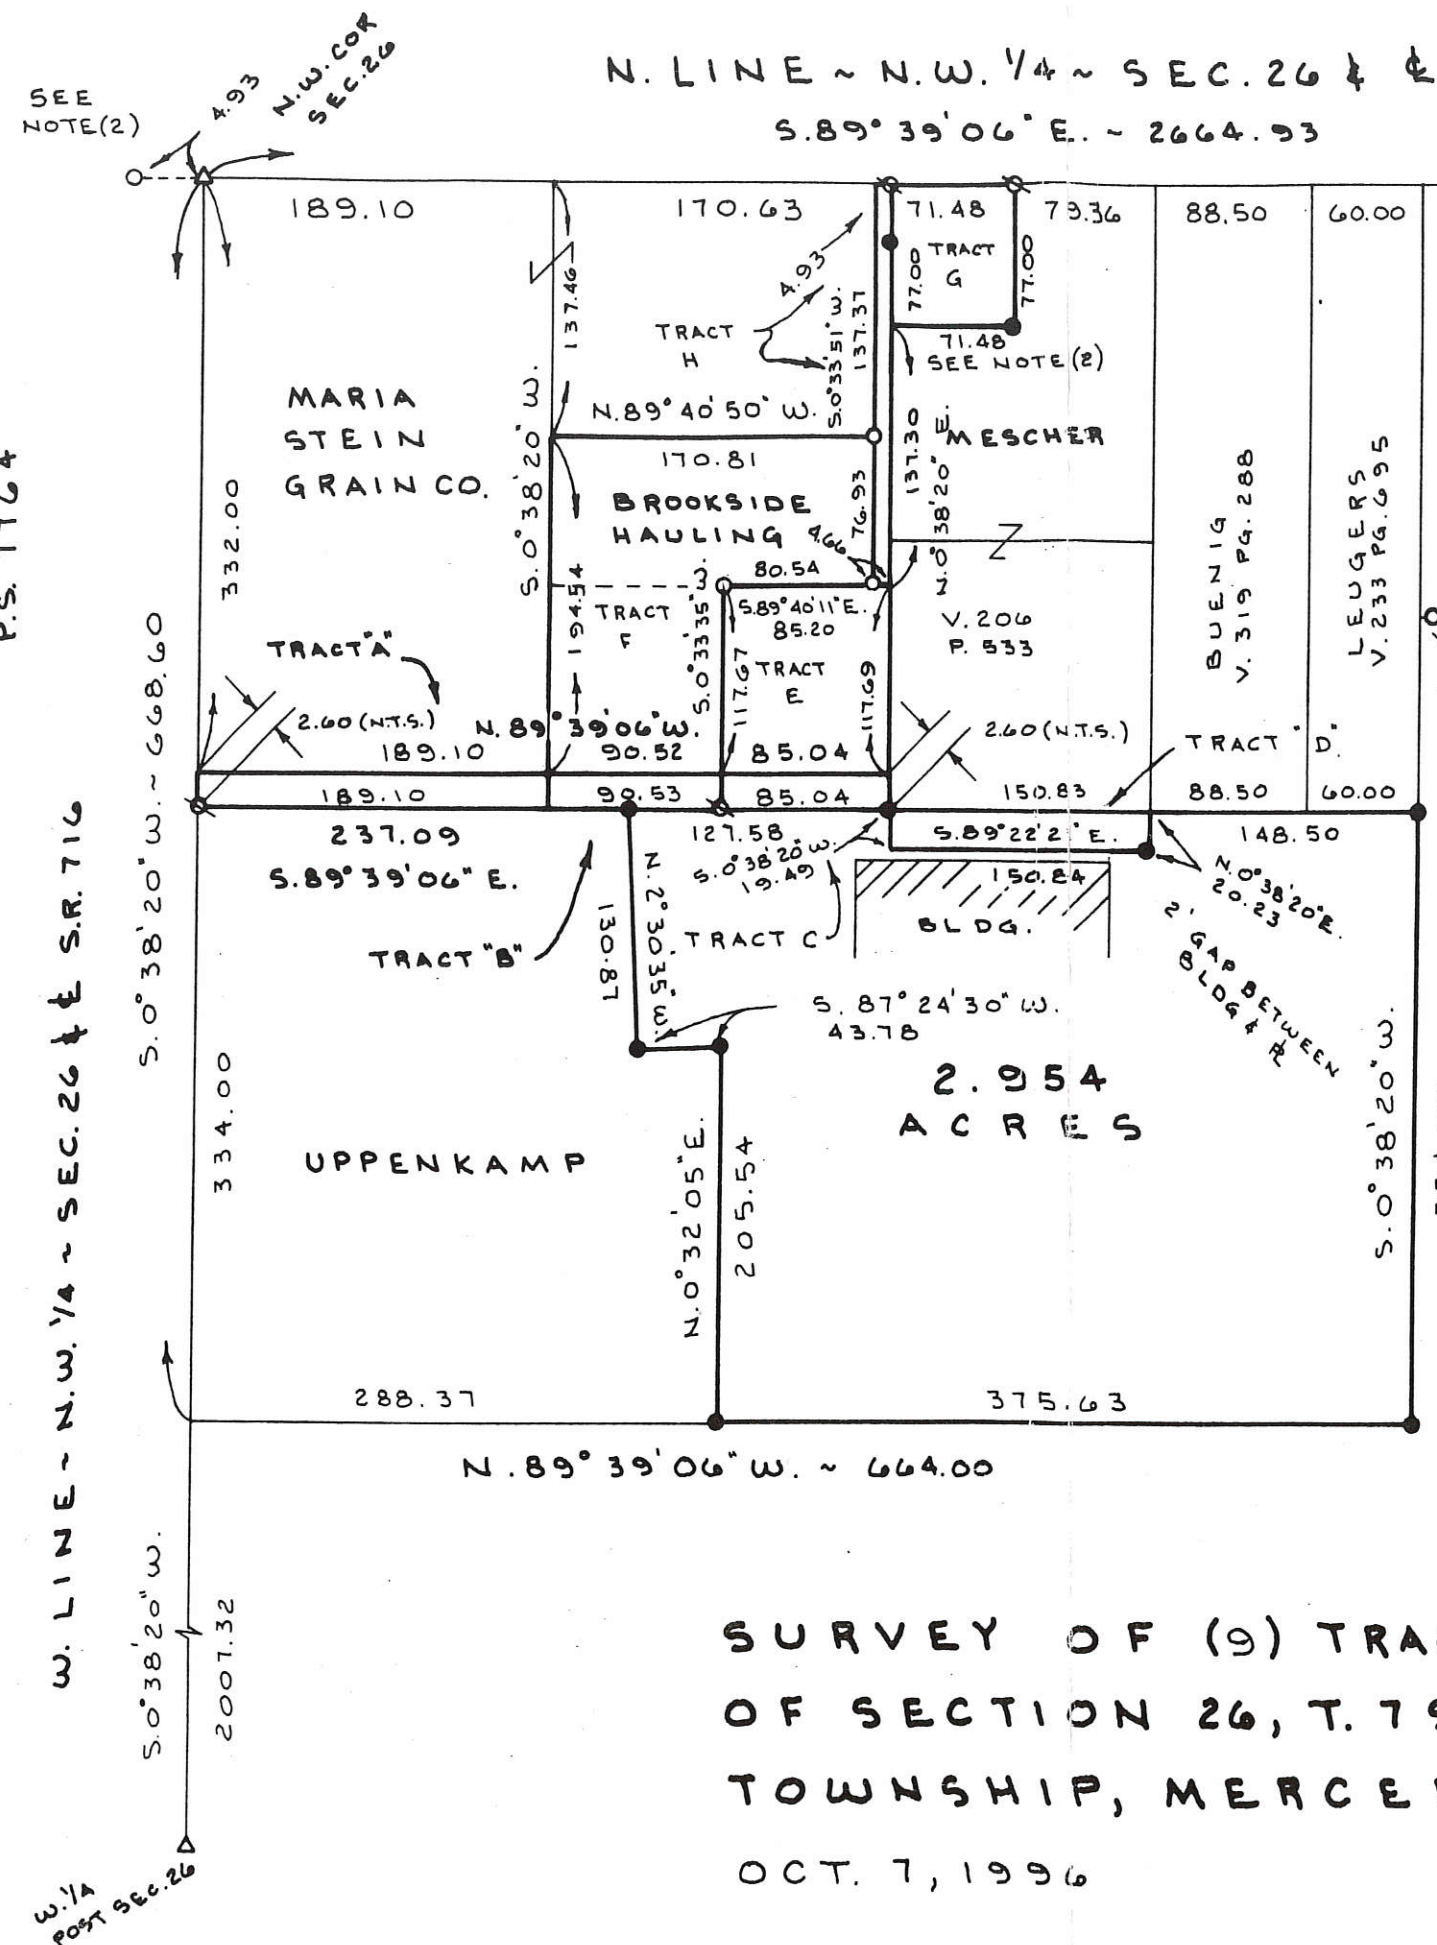 SEE
NOTE(2)
4.93
N.W. COR
SEC. 26
N. LINE ~ N.W. 1/4 ~ SEC. 26 & ℄
S. 89° 39' 06" E. ~ 2664.93
189.10
170.63
71.48
79.36
88.50
60.00
137.46
4.93
TRACT
H
S. 0° 33' 51" W.
137.37
77.00
TRACT
G
77.00
71.48
SEE NOTE (2)
MARIA
STEIN
GRAIN CO.
332.00
S. 0° 38' 20" W.
N. 89° 40' 50" W.
170.81
BROOKSIDE
HAULING
76.93
4.66
137.30
N. 0° 38' 20" E.
MESCHER
BUENIG
V. 319 PG. 288
LEUGERS
V. 233 PG. 695
P.S. 1764
80.54
S. 89° 40' 11" E.
85.20
194.54
TRACT
F
S. 0° 33' 35" W.
117.67
TRACT
E
117.69
V. 206
P. 533
TRACT "A"
2.60 (N.T.S.)
N. 89° 39' 06" W.
189.10
90.52
85.04
2.60 (N.T.S.)
TRACT "D"
189.10
90.53
85.04
150.83
88.50
60.00
237.09
S. 89° 39' 06" E.
127.58
S. 0° 38' 20" W.
19.49
S. 89° 22' 2" E.
150.84
148.50
N. 0° 38' 20" E.
20.23
TRACT "B"
130.87
N. 2° 30' 35" W.
TRACT C
BLDG.
2' GAP BETWEEN
BLDG & ℞
S. 87° 24' 30" W.
43.78
2.954
ACRES
S. 0° 38' 20" W. ~ 668.60
W. LINE ~ N.W. 1/4 ~ SEC. 26 & ℄ S.R. 716
334.00
UPPENKAMP
N. 0° 32' 05" E.
205.54
S. 0° 38' 20" W.
288.37
375.63
N. 89° 39' 06" W. ~ 664.00
S. 0° 38' 20" W.
2007.32
W. 1/4
POST SEC. 26
SURVEY OF (9) TRA
OF SECTION 26, T. 7
TOWNSHIP, MERCE
OCT. 7, 1996